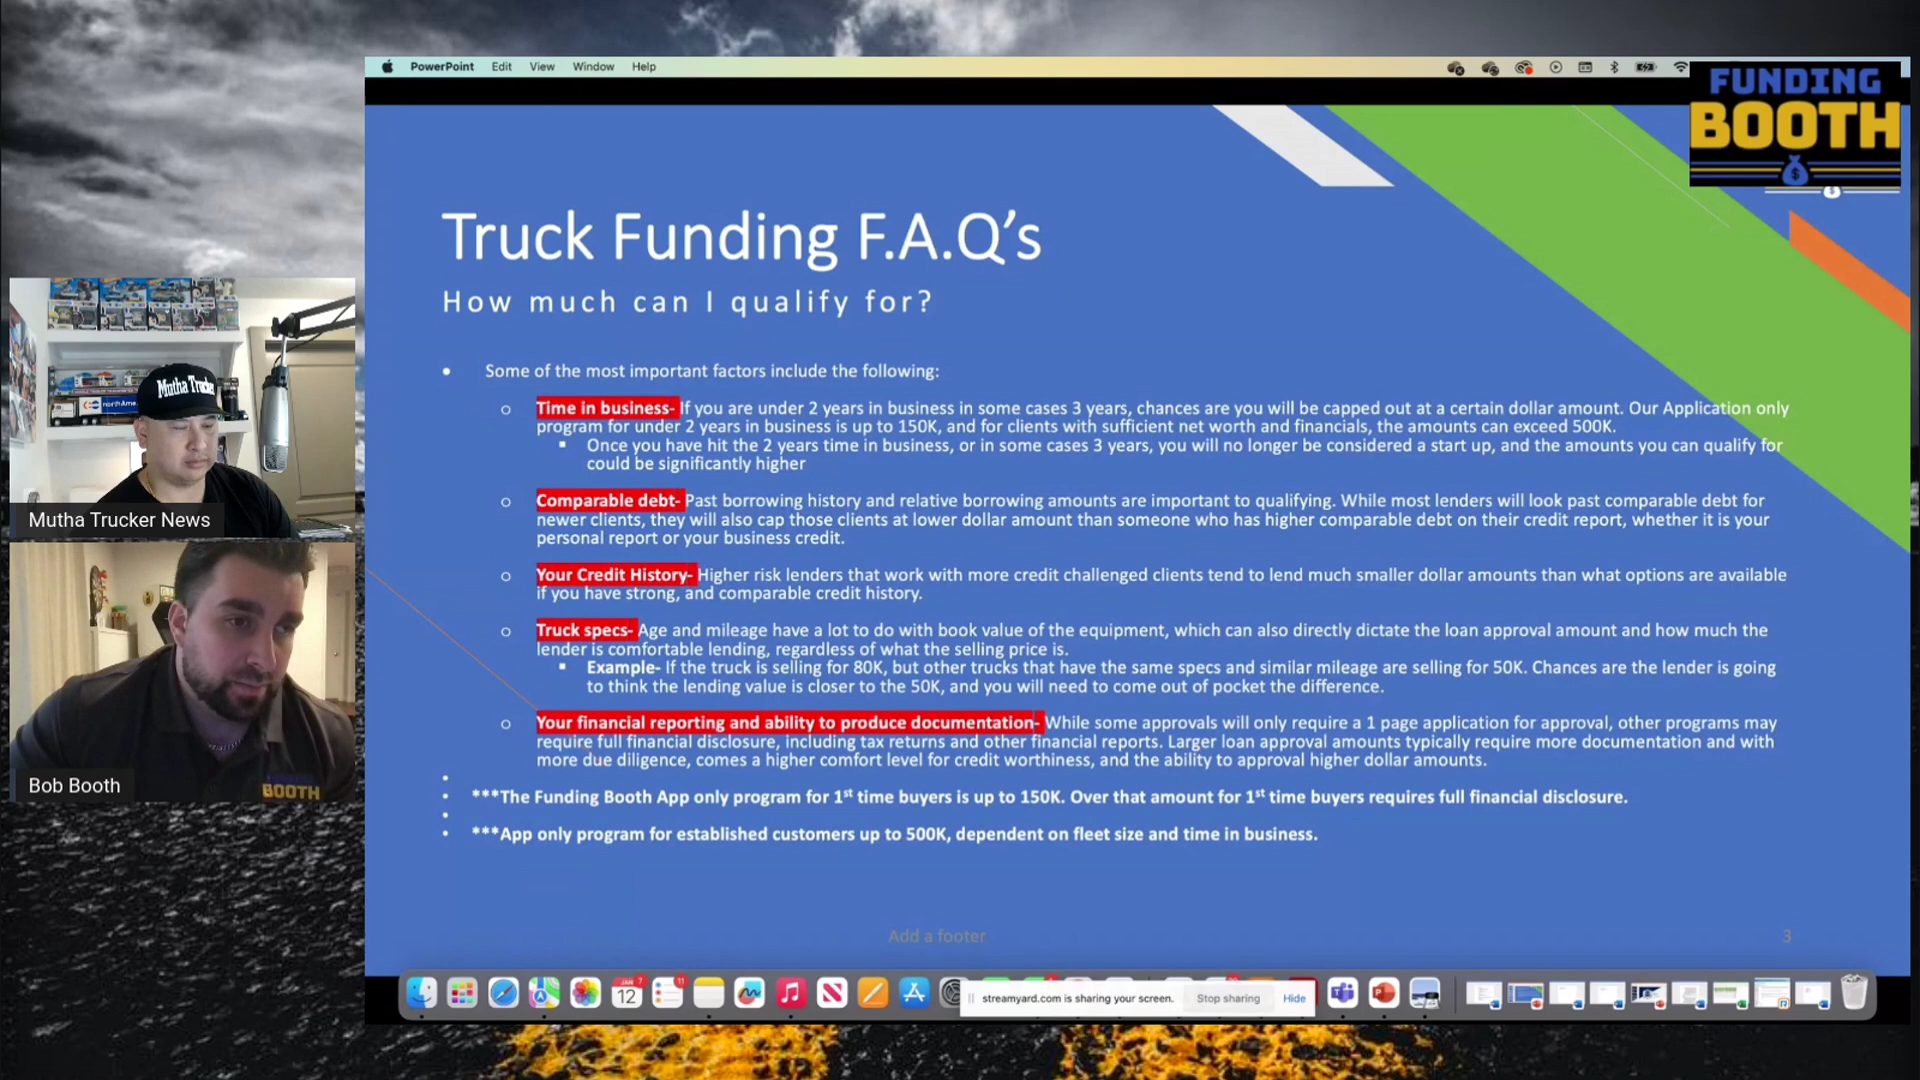 PowerPoint Edit View Window Help
FUNDING
BOOTH
$
$
Truck Funding F.A.Q's
How much can I qualify for?
Some of the most important factors include the following:
Time in business- If you are under 2 years in business in some cases 3 years, chances are you will be capped out at a certain dollar amount. Our Application only
program for under 2 years in business is up to 150K, and for clients with sufficient net worth and financials, the amounts can exceed 500K.
Once you have hit the 2 years time in business, or in some cases 3 years, you will no longer be considered a start up, and the amounts you can qualify for
could be significantly higher
Comparable debt- Past borrowing history and relative borrowing amounts are important to qualifying. While most lenders will look past comparable debt for
newer clients, they will also cap those clients at lower dollar amount than someone who has higher comparable debt on their credit report, whether it is your
personal report or your business credit.
Your Credit History- Higher risk lenders that work with more credit challenged clients tend to lend much smaller dollar amounts than what options are available
if you have strong, and comparable credit history.
Truck specs- Age and mileage have a lot to do with book value of the equipment, which can also directly dictate the loan approval amount and how much the
lender is comfortable lending, regardless of what the selling price is.
Example- If the truck is selling for 80K, but other trucks that have the same specs and similar mileage are selling for 50K. Chances are the lender is going
to think the lending value is closer to the 50K, and you will need to come out of pocket the difference.
Your financial reporting and ability to produce documentation- While some approvals will only require a 1 page application for approval, other programs may
require full financial disclosure, including tax returns and other financial reports. Larger loan approval amounts typically require more documentation and with
more due diligence, comes a higher comfort level for credit worthiness, and the ability to approval higher dollar amounts.
***The Funding Booth App only program for 1st time buyers is up to 150K. Over that amount for 1st time buyers requires full financial disclosure.
***App only program for established customers up to 500K, dependent on fleet size and time in business.
Add a footer
3
Mutha Trucker
Mutha Trucker News
Bob Booth
BOOTH
JAN 7
12
11
streamyard.com is sharing your screen. Stop sharing Hide